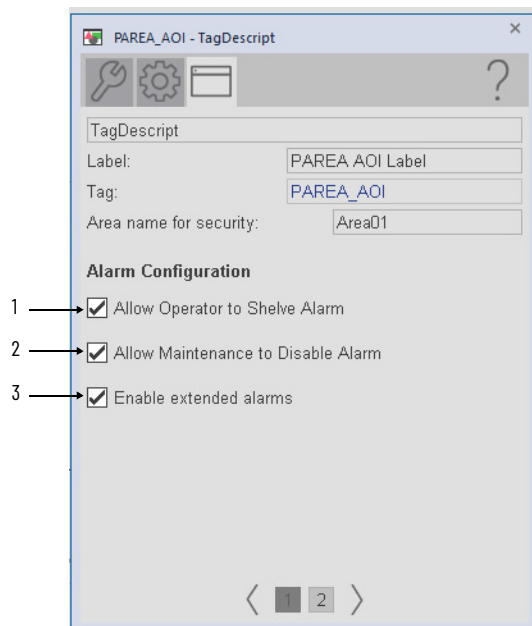 PAREA_AOI - TagDescript
×
?
TagDescript
Label: PAREA AOI Label
Tag: PAREA_AOI
Area name for security: Area01
Alarm Configuration
1 Allow Operator to Shelve Alarm
2 Allow Maintenance to Disable Alarm
3 Enable extended alarms
1 2